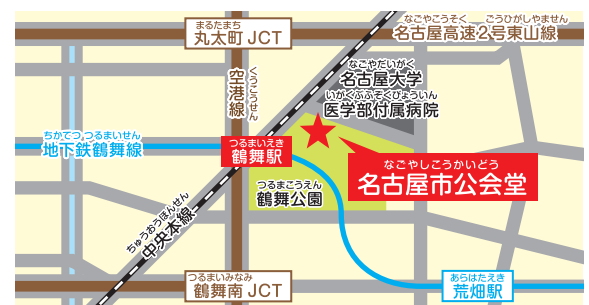 まるたまち
丸太町JCT
なごやこうそく　こうひがしやません
名古屋高速2号東山線
くうこうせん
空港線
なごやだいがく
名古屋大学
いがくぶふぞくびょういん
医学部付属病院
ちかてつ つるまいせん
地下鉄鶴舞線
つるまいえき
鶴舞駅
なごやしこうかいどう
名古屋市公会堂
つるまこうえん
鶴舞公園
ちゅうおうほんせん
中央本線
つるまいみなみ
鶴舞南JCT
あらはたえき
荒畑駅